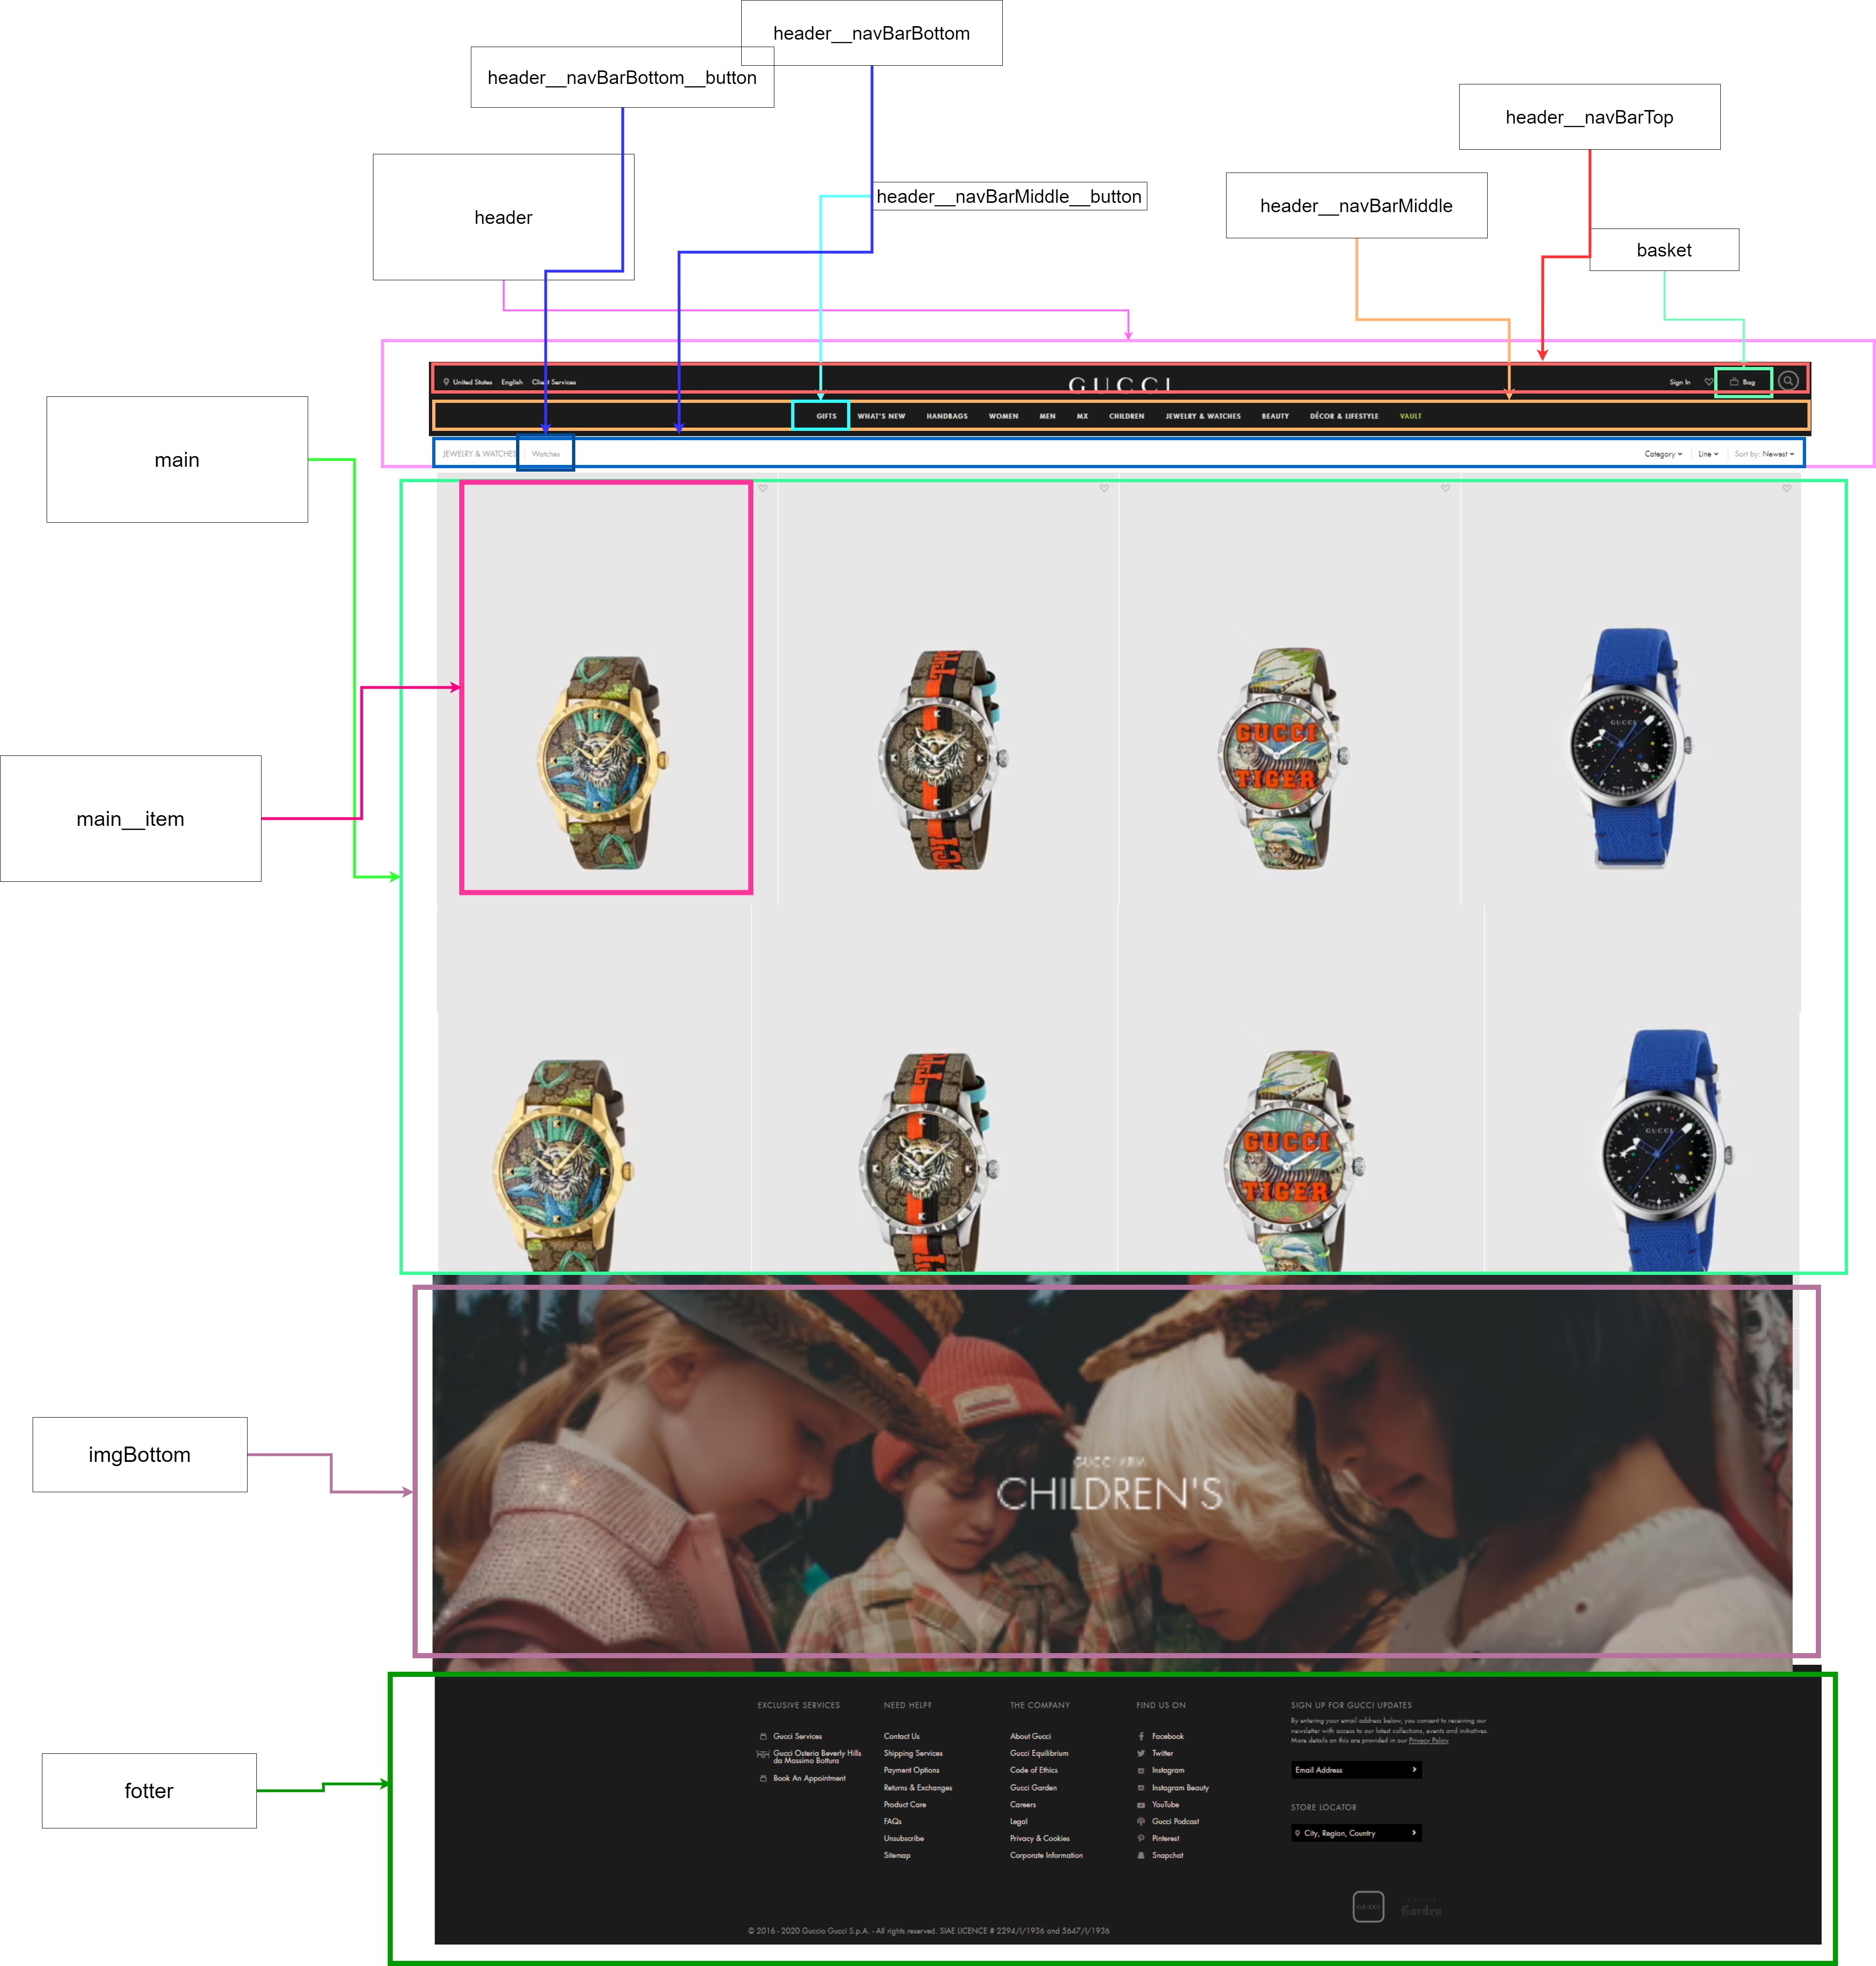 header__navBarBottom
header__navBarBottom__button
header__navBarTop
header__navBarMiddle__button
header__navBarMiddle
header
basket
United States English Client Services
GUCCI
Sign In Bag
GIFTS WHAT'S NEW HANDBAGS WOMEN MEN MX CHILDREN JEWELRY & WATCHES BEAUTY DÉCOR & LIFESTYLE VAULT
JEWELRY & WATCHES Watches
Category Line Sort by: Newest
main
GUCCI
TIGER
GUCCI
main__item
GUCCI
TIGER
GUCCI
imgBottom
CHILDREN'S
fotter
EXCLUSIVE SERVICES
Gucci Services
Gucci Osteria Beverly Hills
da Massimo Bottura
Book An Appointment
NEED HELP?
Contact Us
Shipping Services
Payment Options
Returns & Exchanges
Product Care
FAQs
Unsubscribe
Sitemap
THE COMPANY
About Gucci
Gucci Equilibrium
Code of Ethics
Gucci Garden
Careers
Legal
Privacy & Cookies
Corporate Information
FIND US ON
Facebook
Twitter
Instagram
Instagram Beauty
YouTube
Gucci Podcast
Pinterest
Snapchat
SIGN UP FOR GUCCI UPDATES
By entering your email address below, you consent to receiving our
newsletter with access to our latest collections, events and initiatives.
More details on this are provided in our Privacy Policy
Email Address
STORE LOCATOR
City, Region, Country
GUCCI
GUCCI
Garden
© 2016 - 2020 Guccio Gucci S.p.A. - All rights reserved. SIAE LICENCE # 2294/I/1936 and 5647/I/1936